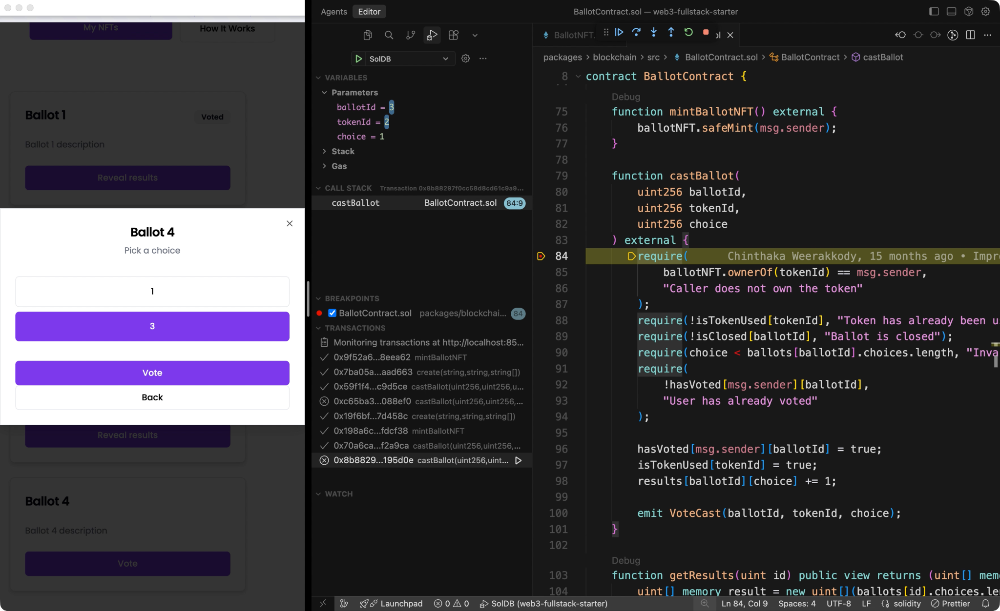 My NFTs
How It Works
Ballot 1
Voted
Ballot 1 description
Reveal results
Ballot 4
Pick a choice
1
3
Vote
Back
Reveal results
Ballot 4
Ballot 4 description
Vote
Agents
Editor
BallotContract.sol — web3-fullstack-starter
SolDB
VARIABLES
Parameters
ballotId = 3
tokenId = 2
choice = 1
Stack
Gas
CALL STACK Transaction 0x8b88297f0cc58d8cd61c9a9...
castBallot BallotContract.sol 84:9
BREAKPOINTS
BallotContract.sol packages/blockchai... 84
TRANSACTIONS
Monitoring transactions at http://localhost:85...
0x9f52a6...8eea62 mintBallotNFT
0x7ba05a...aad663 create(string,string,string[])
0x59f1f4...c9d5ce castBallot(uint256,uint256,u...
0xc65ba3...088ef0 castBallot(uint256,uint256,...
0x19f6bf...7d458c create(string,string,string[])
0x198a6c...fdcf38 mintBallotNFT
0x70a6ca...f2a9ca castBallot(uint256,uint256,...
0x8b8829...195d0e castBallot(uint256,uint...
WATCH
BallotNFT.
ol
packages > blockchain > src > BallotContract.sol > BallotContract > castBallot
8 contract BallotContract {
Debug
75 function mintBallotNFT() external {
76 ballotNFT.safeMint(msg.sender);
77 }
78
79 function castBallot(
80 uint256 ballotId,
81 uint256 tokenId,
82 uint256 choice
83 ) external {
84 require( Chinthaka Weerakkody, 15 months ago • Impr
85 ballotNFT.ownerOf(tokenId) == msg.sender,
86 "Caller does not own the token"
87 );
88 require(!isTokenUsed[tokenId], "Token has already been u
89 require(!isClosed[ballotId], "Ballot is closed");
90 require(choice < ballots[ballotId].choices.length, "Inva
91 require(
92 !hasVoted[msg.sender][ballotId],
93 "User has already voted"
94 );
95
96 hasVoted[msg.sender][ballotId] = true;
97 isTokenUsed[tokenId] = true;
98 results[ballotId][choice] += 1;
99
100 emit VoteCast(ballotId, tokenId, choice);
101 }
102
Debug
103 function getResults(uint id) public view returns (uint[] mem
104 uint[] memory result = new uint[](ballots[id].choices.le
Launchpad 0 0 SolDB (web3-fullstack-starter) Ln 84, Col 9 Spaces: 4 UTF-8 LF solidity Prettier